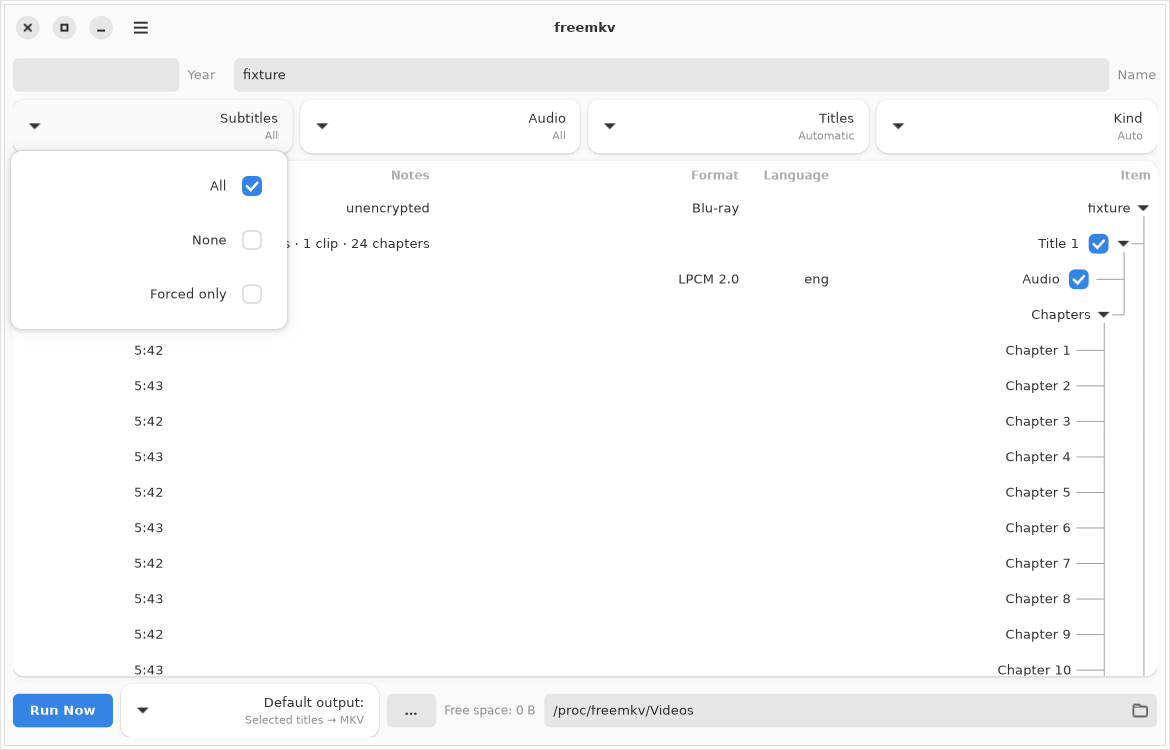 freemkv
Year
fixture
Name
Subtitles
All
Audio
All
Titles
Automatic
Kind
Auto
All
None
Forced only
Notes
Format
Language
Item
unencrypted
Blu-ray
fixture
· 1 clip · 24 chapters
Title 1
LPCM 2.0
eng
Audio
Chapters
5:42
Chapter 1
5:43
Chapter 2
5:42
Chapter 3
5:43
Chapter 4
5:42
Chapter 5
5:43
Chapter 6
5:42
Chapter 7
5:43
Chapter 8
5:42
Chapter 9
5:43
Chapter 10
Run Now
Default output:
Selected titles → MKV
...
Free space: 0 B
/proc/freemkv/Videos